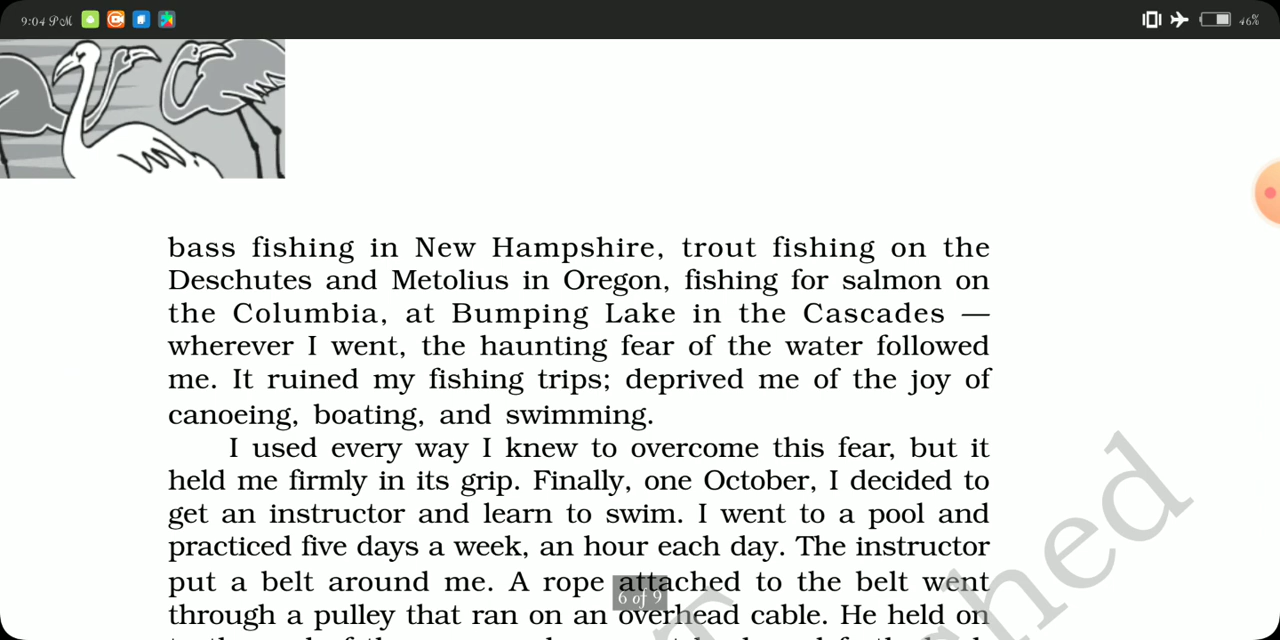 9:04 PM
46%
bass fishing in New Hampshire, trout fishing on the
Deschutes and Metolius in Oregon, fishing for salmon on
the Columbia, at Bumping Lake in the Cascades —
wherever I went, the haunting fear of the water followed
me. It ruined my fishing trips; deprived me of the joy of
canoeing, boating, and swimming.
I used every way I knew to overcome this fear, but it
held me firmly in its grip. Finally, one October, I decided to
get an instructor and learn to swim. I went to a pool and
practiced five days a week, an hour each day. The instructor
put a belt around me. A rope attached to the belt went
6 of 9
through a pulley that ran on an overhead cable. He held on